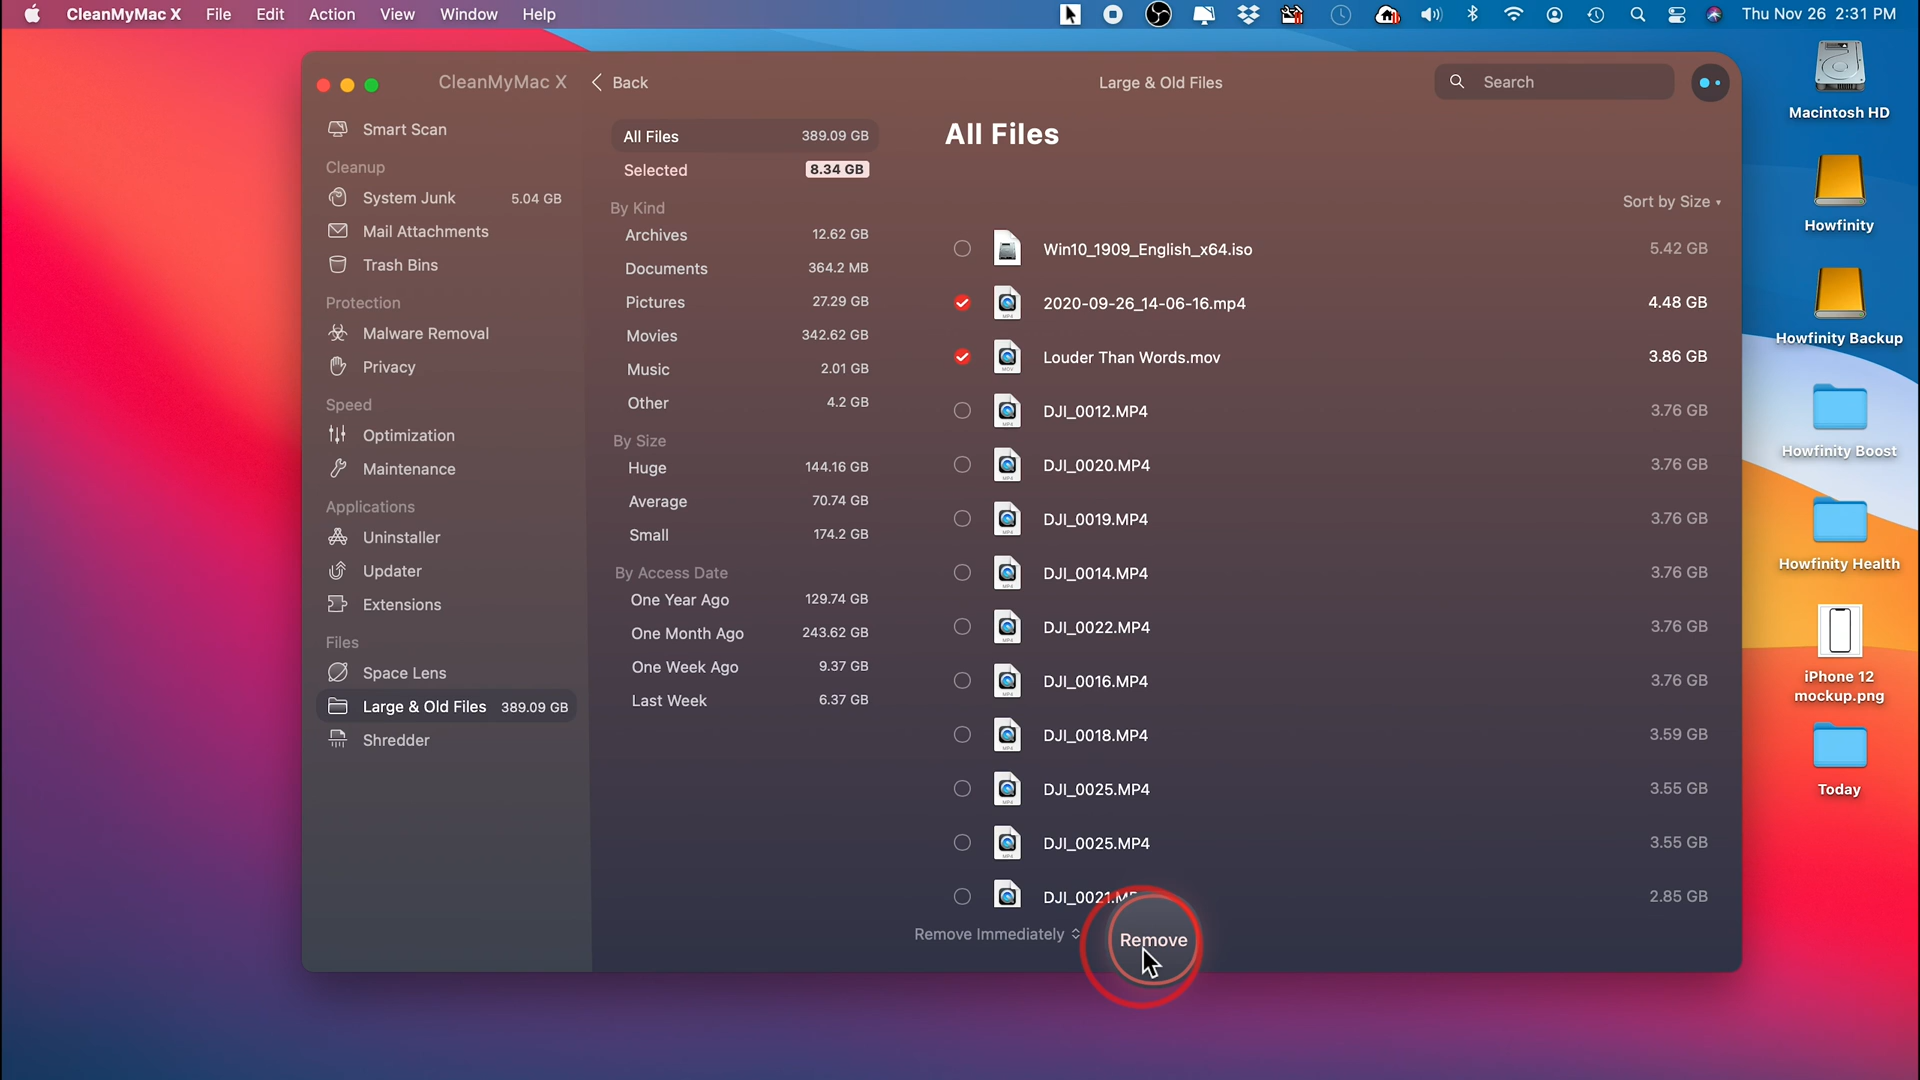 CleanMyMac X File Edit Action View Window Help Thu Nov 26 2:31 PM
CleanMyMac X Back Large & Old Files Search
Smart Scan
Cleanup
System Junk 5.04 GB
Mail Attachments
Trash Bins
Protection
Malware Removal
Privacy
Speed
Optimization
Maintenance
Applications
Uninstaller
Updater
Extensions
Files
Space Lens
Large & Old Files 389.09 GB
Shredder
All Files 389.09 GB
Selected 8.34 GB
By Kind
Archives 12.62 GB
Documents 364.2 MB
Pictures 27.29 GB
Movies 342.62 GB
Music 2.01 GB
Other 4.2 GB
By Size
Huge 144.16 GB
Average 70.74 GB
Small 174.2 GB
By Access Date
One Year Ago 129.74 GB
One Month Ago 243.62 GB
One Week Ago 9.37 GB
Last Week 6.37 GB
All Files
Sort by Size
Win10_1909_English_x64.iso 5.42 GB
2020-09-26_14-06-16.mp4 4.48 GB
Louder Than Words.mov 3.86 GB
DJI_0012.MP4 3.76 GB
DJI_0020.MP4 3.76 GB
DJI_0019.MP4 3.76 GB
DJI_0014.MP4 3.76 GB
DJI_0022.MP4 3.76 GB
DJI_0016.MP4 3.76 GB
DJI_0018.MP4 3.59 GB
DJI_0025.MP4 3.55 GB
DJI_0025.MP4 3.55 GB
DJI_0021.MP 2.85 GB
Remove Immediately Remove
Macintosh HD
Howfinity
Howfinity Backup
Howfinity Boost
Howfinity Health
iPhone 12
mockup.png
Today